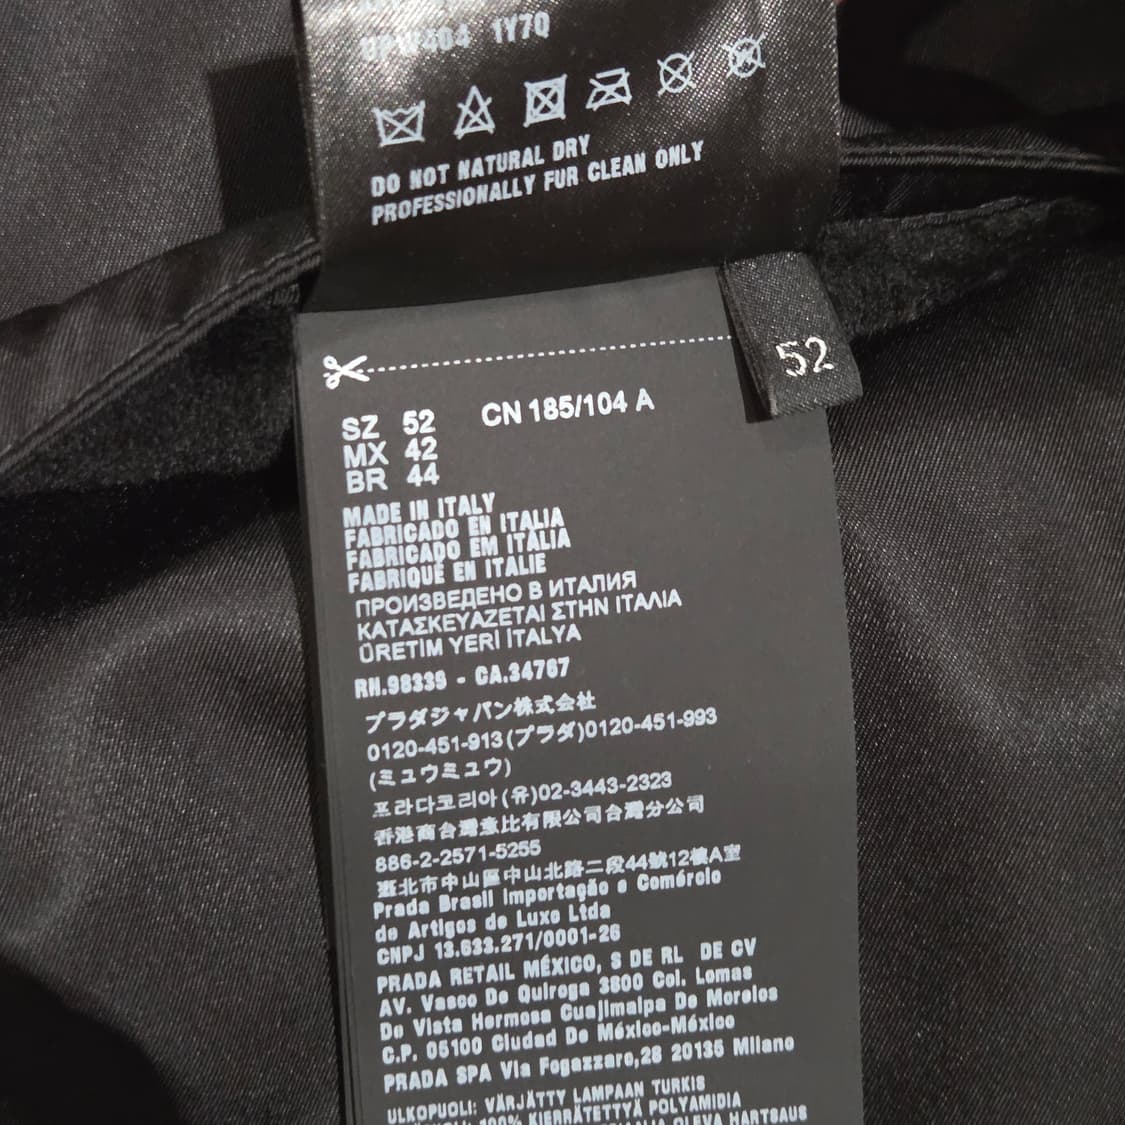 1Y7Q
DO NOT NATURAL DRY
PROFESSIONALLY FUR CLEAN ONLY
52
SZ 52 CN 185/104 A
MX 42
BR 44
MADE IN ITALY
FABRICADO EN ITALIA
FABRICADO EM ITÁLIA
FABRIQUÉ EN ITALIE
ПРОИЗВЕДЕНО В ИТАЛИЯ
ΚΑΤΑΣΚΕΥΑΖΕΤΑΙ ΣΤΗΝ ΙΤΑΛΙΑ
ÜRETİM YERİ İTALYA
RN.98339 - CA.34767
プラダジャパン株式会社
0120-451-913(プラダ)0120-451-993
(ミュウミュウ)
프라다코리아(유)02-3443-2323
香港商台灣意比有限公司台灣分公司
886-2-2571-5255
臺北市中山區中山北路二段44號12樓A室
Prada Brasil Importação e Comércio
de Artigos de Luxo Ltda
CNPJ 13.633.271/0001-26
PRADA RETAIL MÉXICO, S DE RL DE CV
AV. Vasco De Quiroga 3800 Col. Lomas
De Vista Hermosa Cuajimalpa De Morelos
C.P. 05100 Ciudad De México-México
PRADA SPA Via Fogazzaro,28 20135 Milano
ULKOPUOLI: VÄRJÄTTY LAMPAAN TURKIS
100% KIERRÄTETTYÄ POLYAMIDIA
OLEVA HARTSAUS